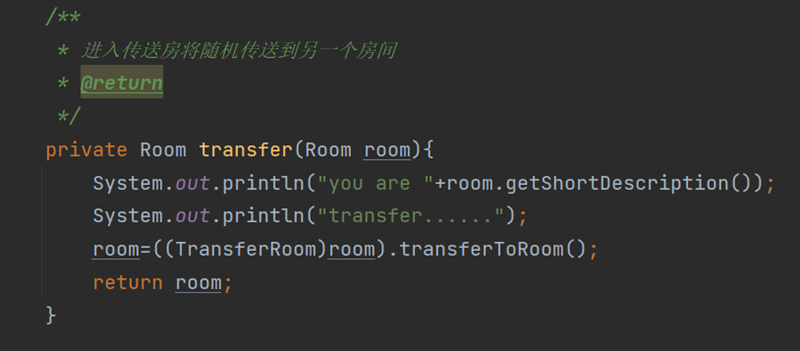 /**
 * 进入传送房将随机传送到另一个房间
 * @return
 */
private Room transfer(Room room){
    System.out.println("you are "+room.getShortDescription());
    System.out.println("transfer......");
    room=((TransferRoom)room).transferToRoom();
    return room;
}